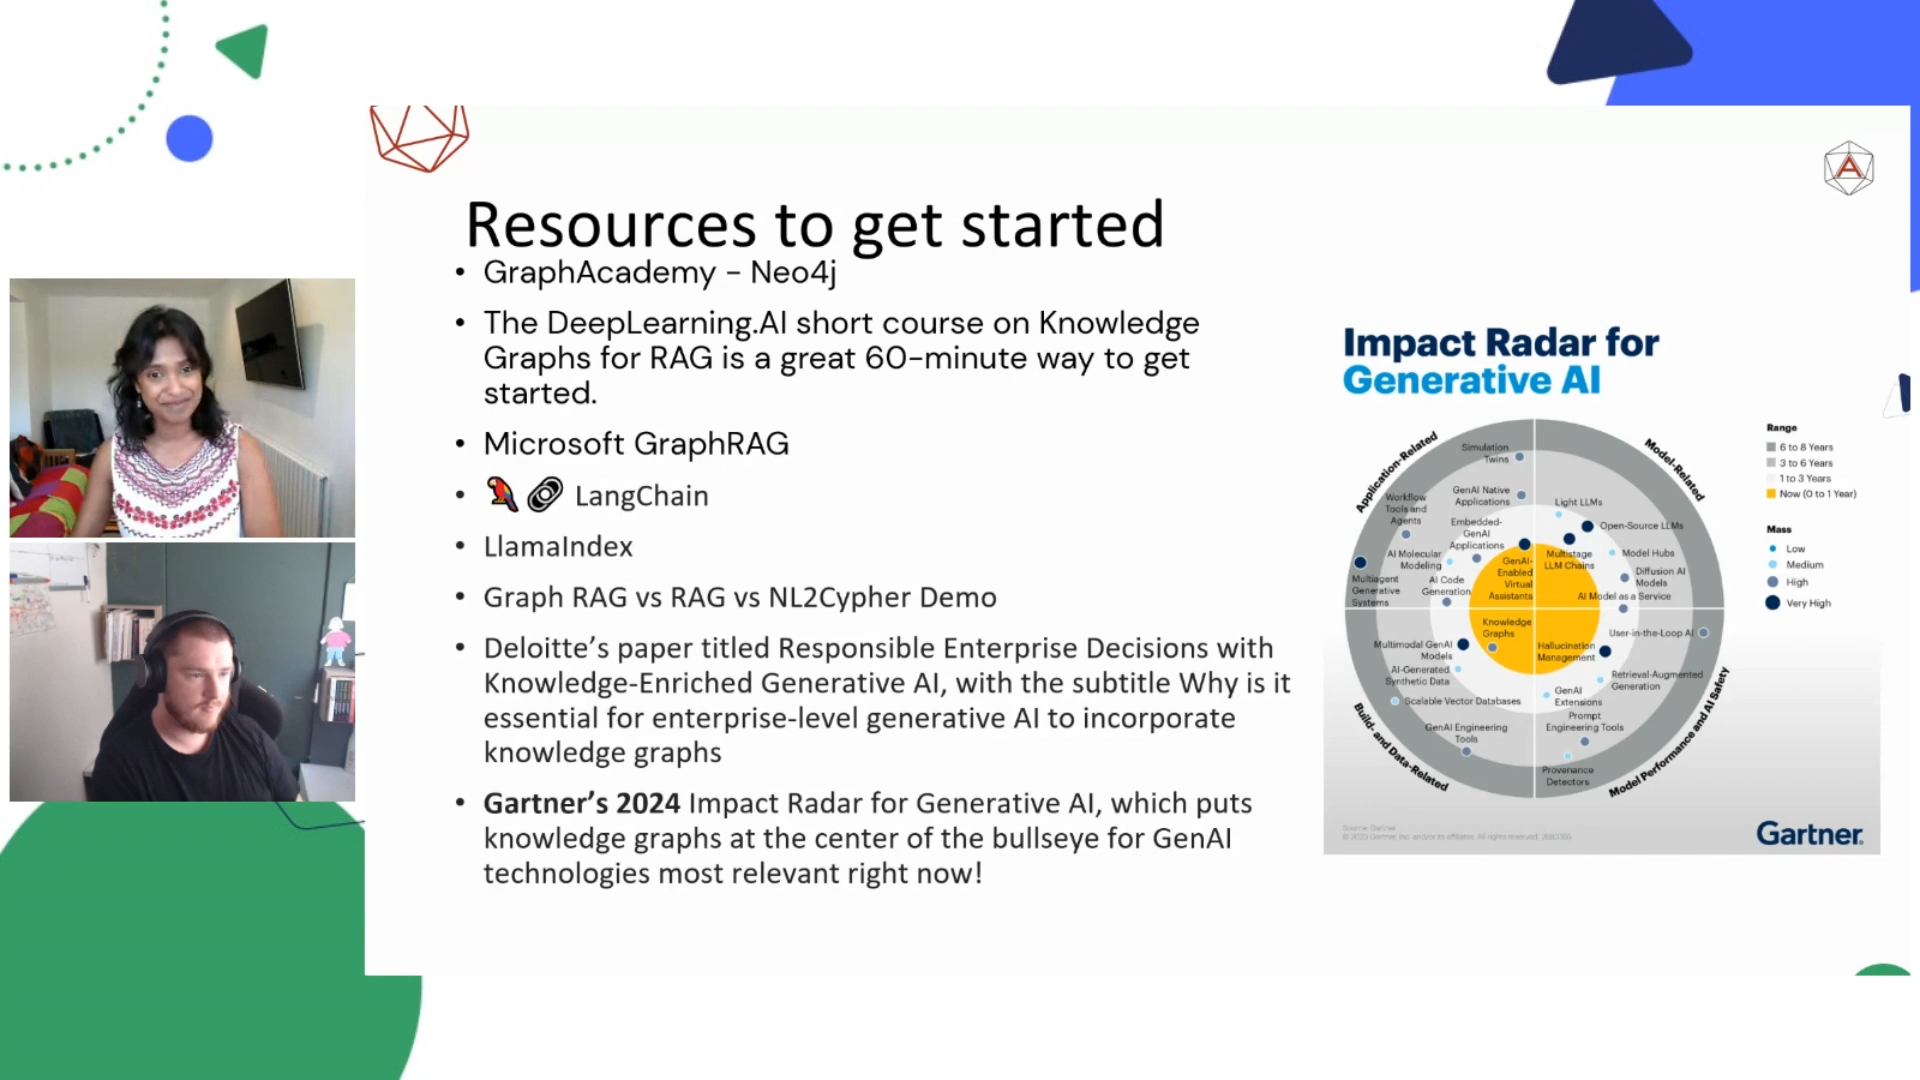 Resources to get started
• GraphAcademy – Neo4j
• The DeepLearning.AI short course on Knowledge
Graphs for RAG is a great 60-minute way to get
started.
• Microsoft GraphRAG
• 🦜🔗 LangChain
• LlamaIndex
• Graph RAG vs RAG vs NL2Cypher Demo
• Deloitte’s paper titled Responsible Enterprise Decisions with
Knowledge-Enriched Generative AI, with the subtitle Why is it
essential for enterprise-level generative AI to incorporate
knowledge graphs
• Gartner’s 2024 Impact Radar for Generative AI, which puts
knowledge graphs at the center of the bullseye for GenAI
technologies most relevant right now!
A
Impact Radar for
Generative AI
Application-Related
Model-Related
Simulation
Twins
GenAI Native
Applications
Workflow
Tools and
Agents
Embedded-
GenAI
Applications
AI Molecular
Modeling
Multiagent
Generative
Systems
AI Code
Generation
GenAI-
Enabled
Virtual
Assistants
Light LLMs
Open-Source LLMs
Multistage
LLM Chains
Model Hubs
Diffusion AI
Models
AI Model as a Service
Knowledge
Graphs
Multimodal GenAI
Models
AI-Generated
Synthetic Data
Scalable Vector Databases
GenAI Engineering
Tools
Hallucination
Management
User-in-the-Loop AI
Retrieval-Augmented
Generation
GenAI
Extensions
Prompt
Engineering Tools
Provenance
Detectors
Build- and Data-Related
Model Performance and AI Safety
Range
6 to 8 Years
3 to 6 Years
1 to 3 Years
Now (0 to 1 Year)
Mass
Low
Medium
High
Very High
Source: Gartner
Gartner.